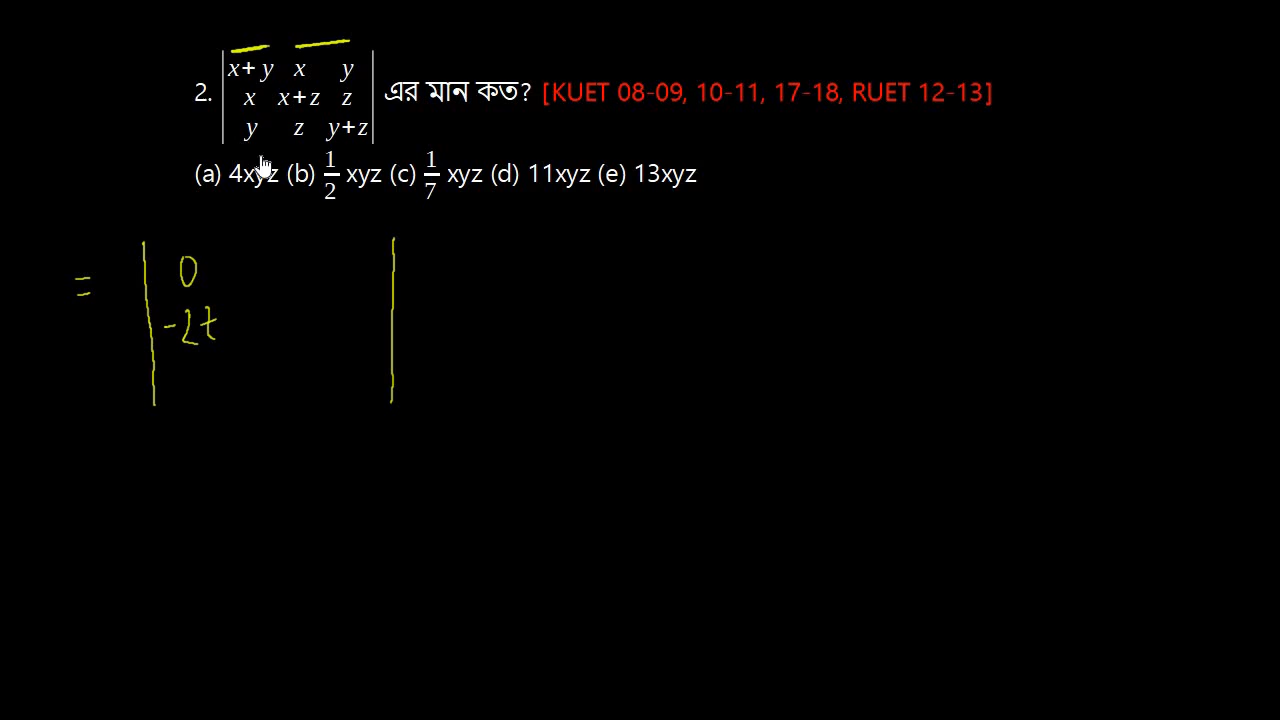 2. | x+ y x y |
| x x+z z | এর মান কত? [KUET 08-09, 10-11, 17-18, RUET 12-13]
| y z y+z |
(a) 4xyz (b) 1/2 xyz (c) 1/7 xyz (d) 11xyz (e) 13xyz
= | 0 |
| -2z |